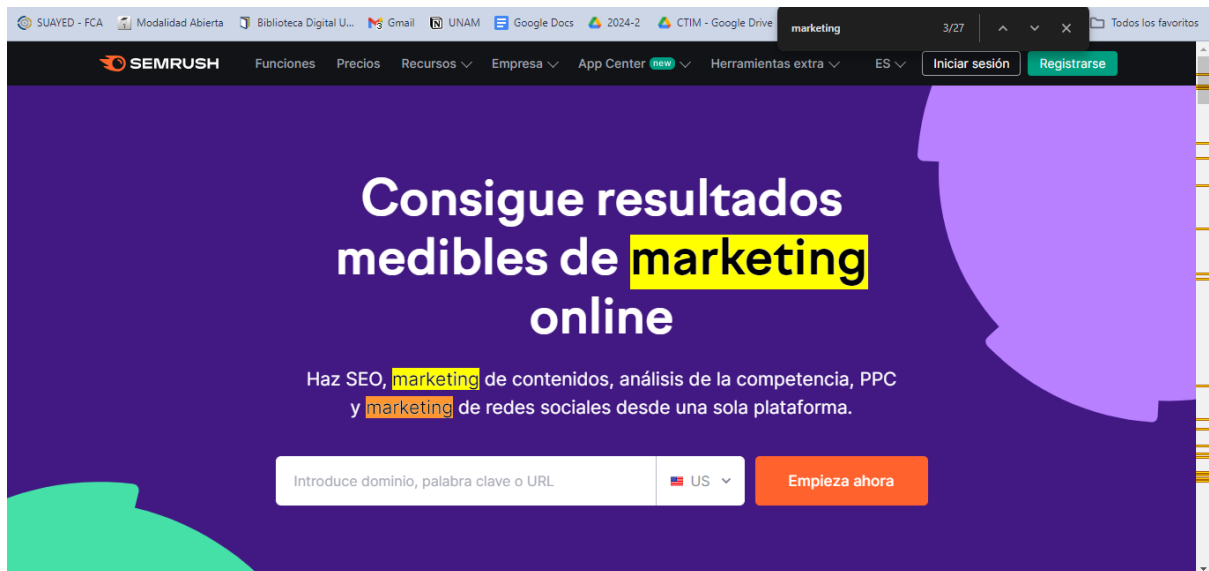 SUAYED - FCA Modalidad Abierta Biblioteca Digital U... Gmail UNAM Google Docs 2024-2 CTIM - Google Drive marketing 3/27 Todos los favoritos
SEMRUSH Funciones Precios Recursos Empresa App Center new Herramientas extra ES Iniciar sesión Registrarse
Consigue resultados
medibles de marketing
online
Haz SEO, marketing de contenidos, análisis de la competencia, PPC
y marketing de redes sociales desde una sola plataforma.
Introduce dominio, palabra clave o URL US Empieza ahora